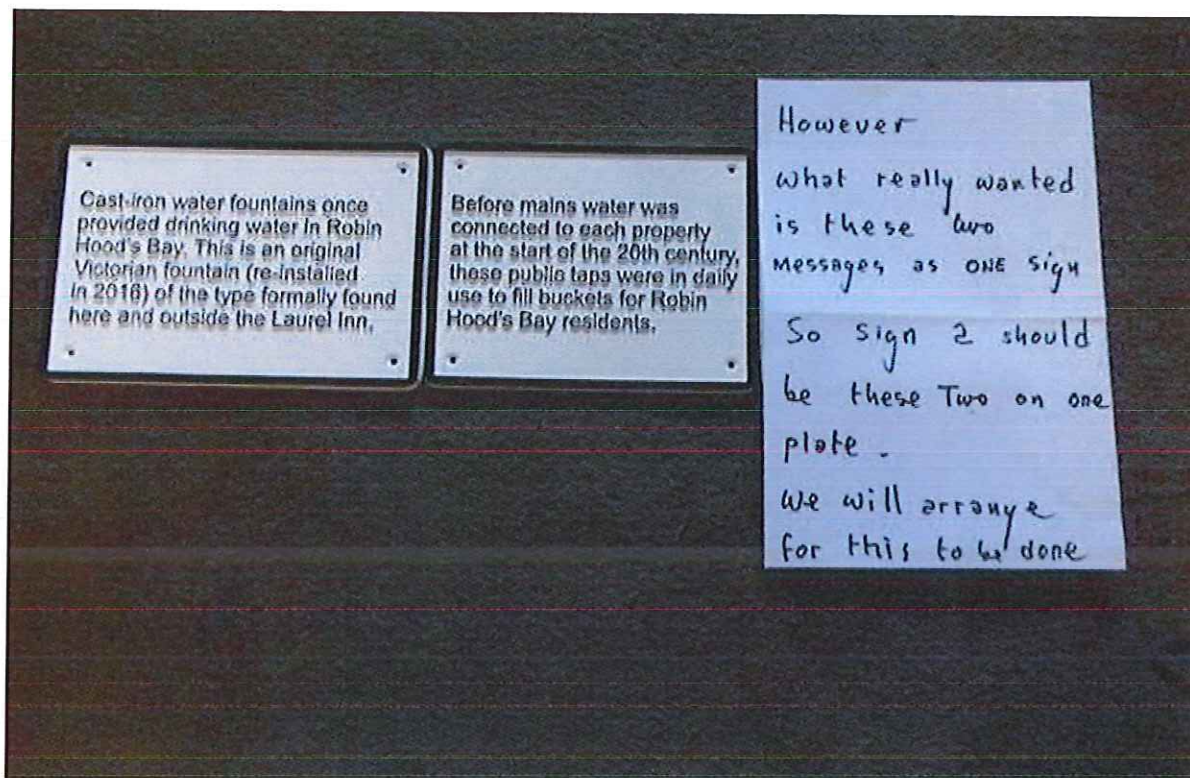 Cast-iron water fountains once
provided drinking water in Robin
Hood's Bay. This is an original
Victorian fountain (re-installed
in 2016) of the type formally found
here and outside the Laurel Inn.
Before mains water was
connected to each property
at the start of the 20th century,
these public taps were in daily
use to fill buckets for Robin
Hood's Bay residents.
However
what really wanted
is these two
Messages as ONE sign
So sign 2 should
be these Two on one
plate.
We will arrange
for this to be done